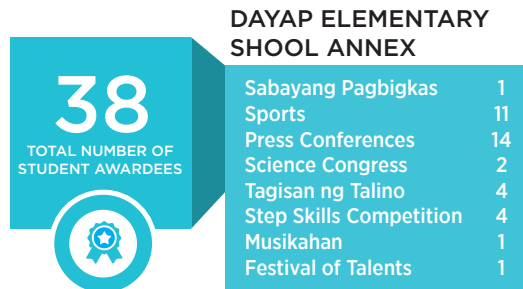 DAYAP ELEMENTARY
SHOOL ANNEX
38
TOTAL NUMBER OF
STUDENT AWARDEES
Sabayang Pagbigkas 1
Sports 11
Press Conferences 14
Science Congress 2
Tagisan ng Talino 4
Step Skills Competition 4
Musikahan 1
Festival of Talents 1